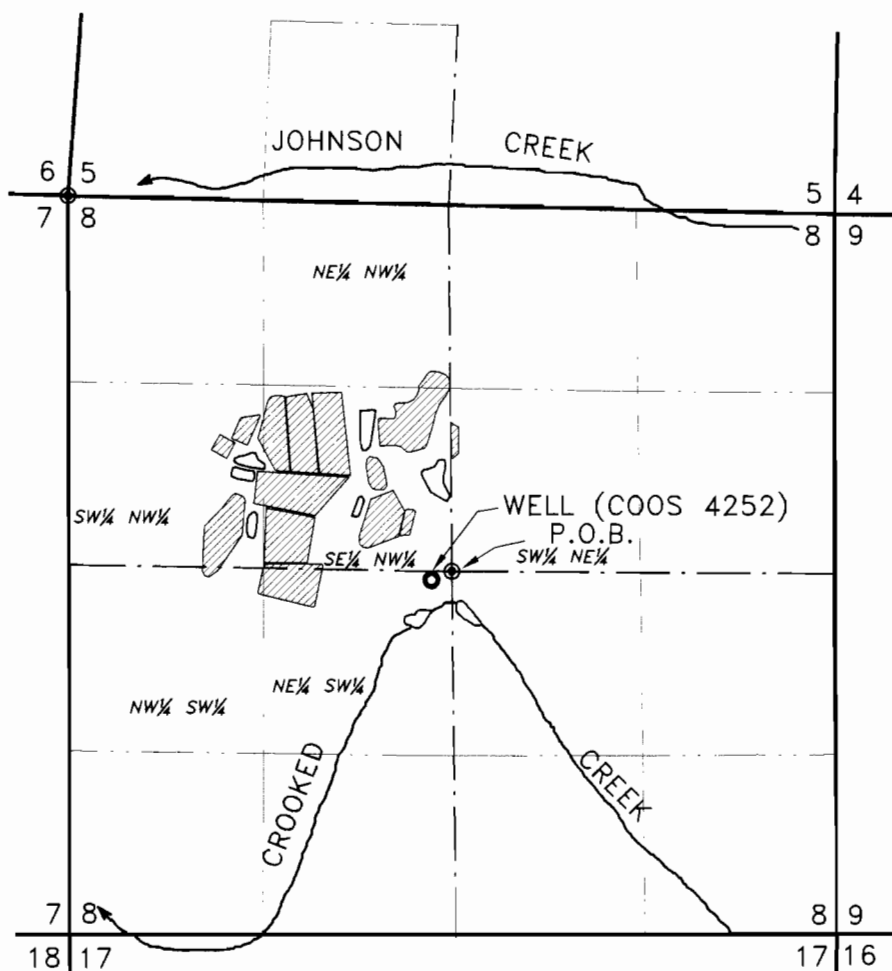 JOHNSON CREEK
6 5
5 4
7 8
8 9
NE¼ NW¼
WELL (COOS 4252)
SW¼ NW¼
P.O.B.
SE¼ NW¼
SW¼ NE¼
NE¼ SW¼
NW¼ SW¼
CROOKED CREEK
7 8
8 9
18 17
17 16